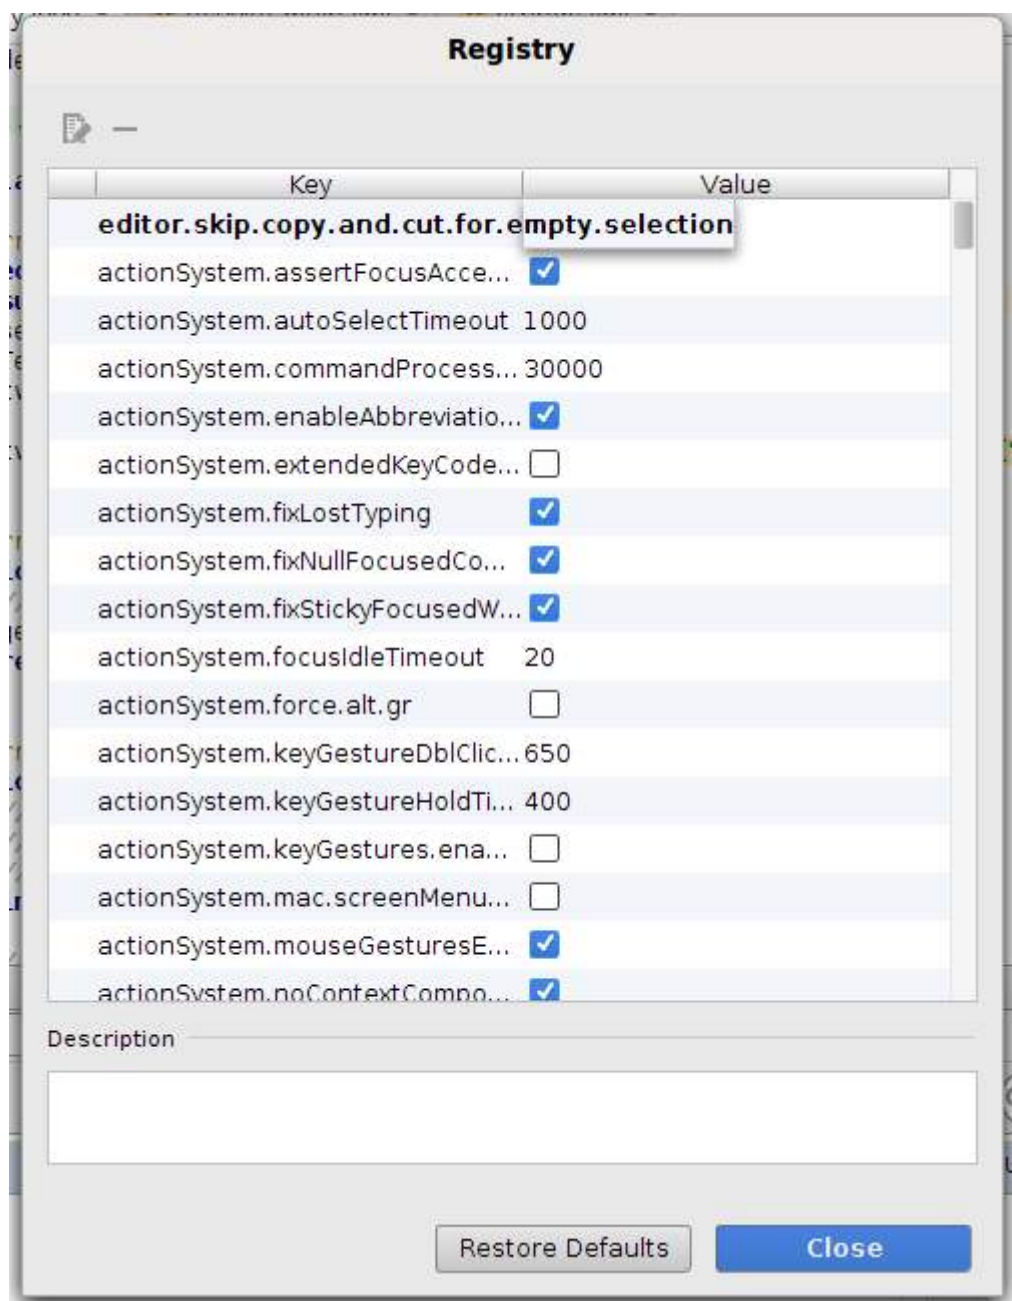 Registry
Key Value
editor.skip.copy.and.cut.for.empty.selection
actionSystem.assertFocusAcce...
actionSystem.autoSelectTimeout 1000
actionSystem.commandProcess... 30000
actionSystem.enableAbbreviatio...
actionSystem.extendedKeyCode...
actionSystem.fixLostTyping
actionSystem.fixNullFocusedCo...
actionSystem.fixStickyFocusedW...
actionSystem.focusIdleTimeout 20
actionSystem.force.alt.gr
actionSystem.keyGestureDblClic... 650
actionSystem.keyGestureHoldTi... 400
actionSystem.keyGestures.ena...
actionSystem.mac.screenMenu...
actionSystem.mouseGesturesE...
actionSystem.noContextCompo...
Description
Restore Defaults Close